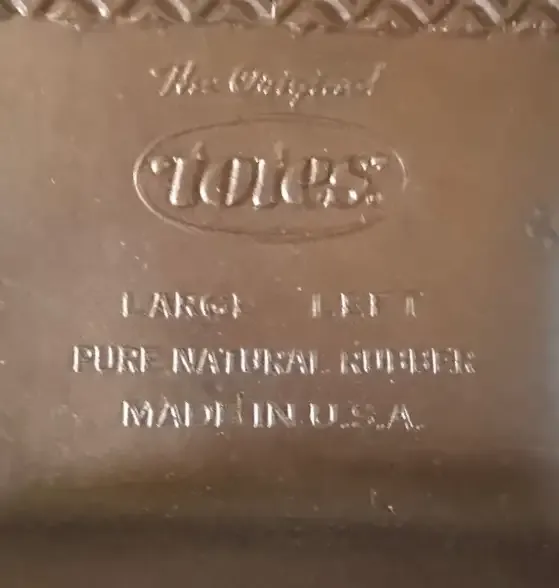 The Original
totes
LARGE LEFT
PURE NATURAL RUBBER
MADE IN U.S.A.